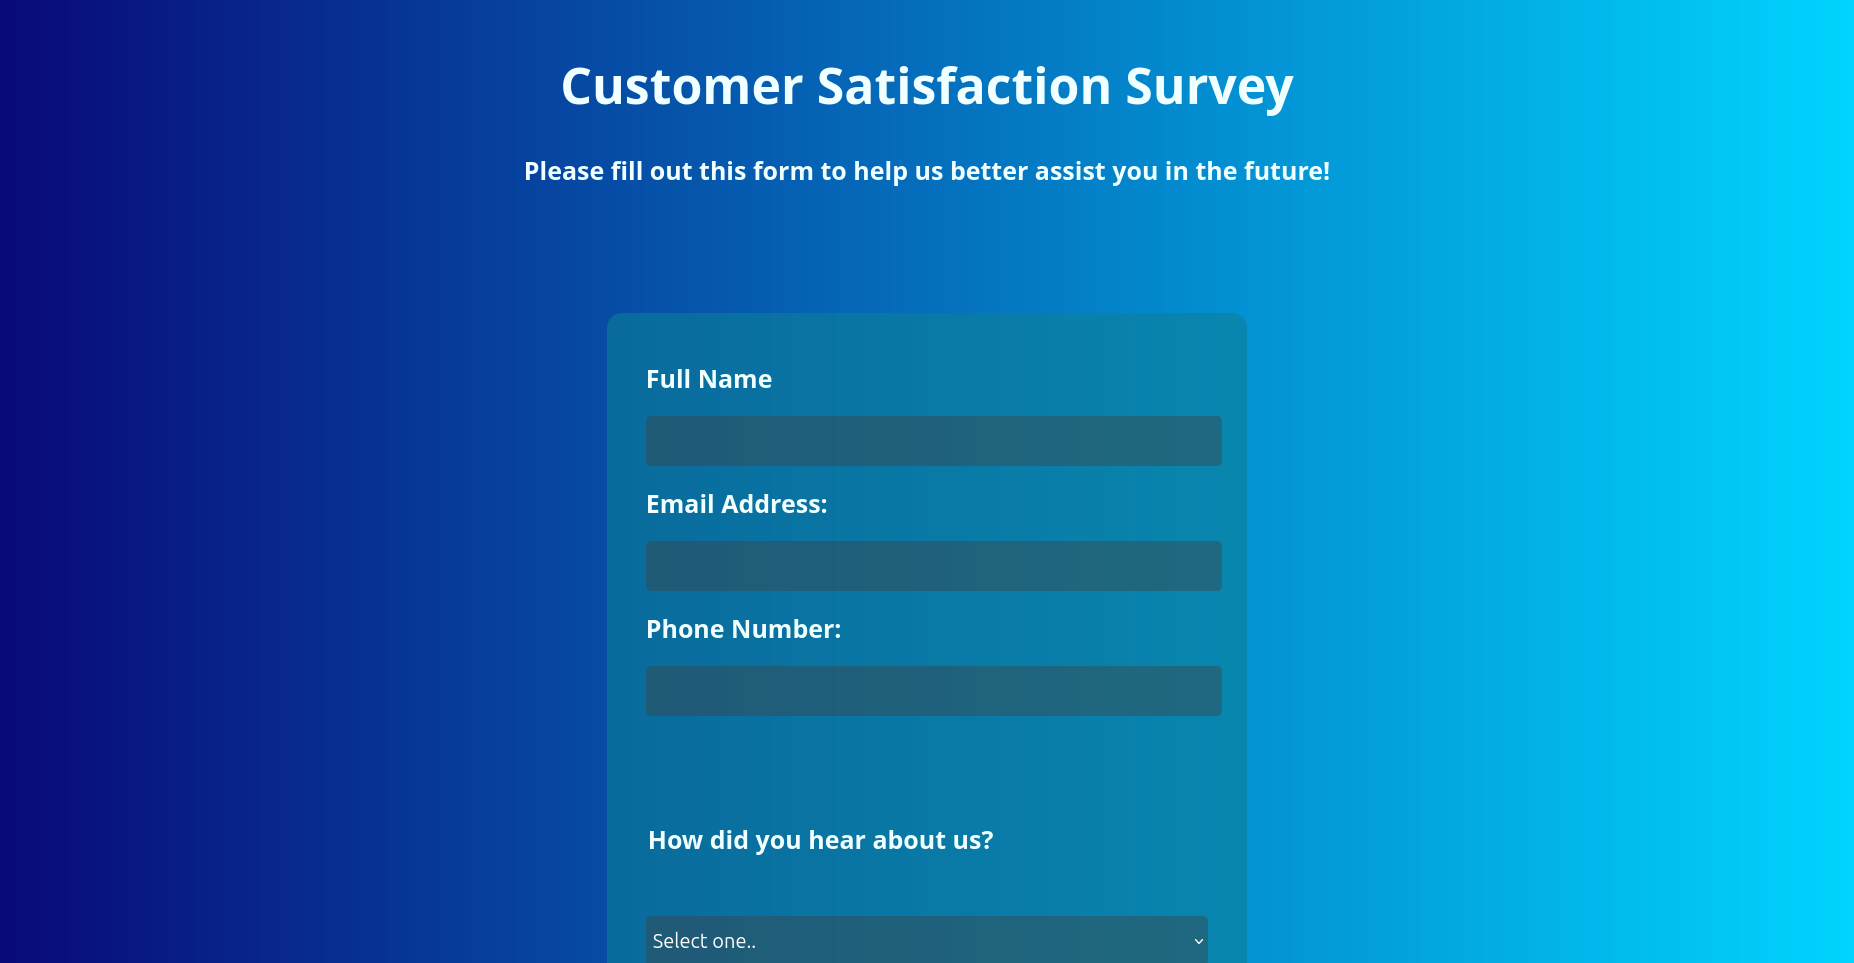 Customer Satisfaction Survey
Please fill out this form to help us better assist you in the future!
Full Name
Email Address:
Phone Number:
How did you hear about us?
Select one..